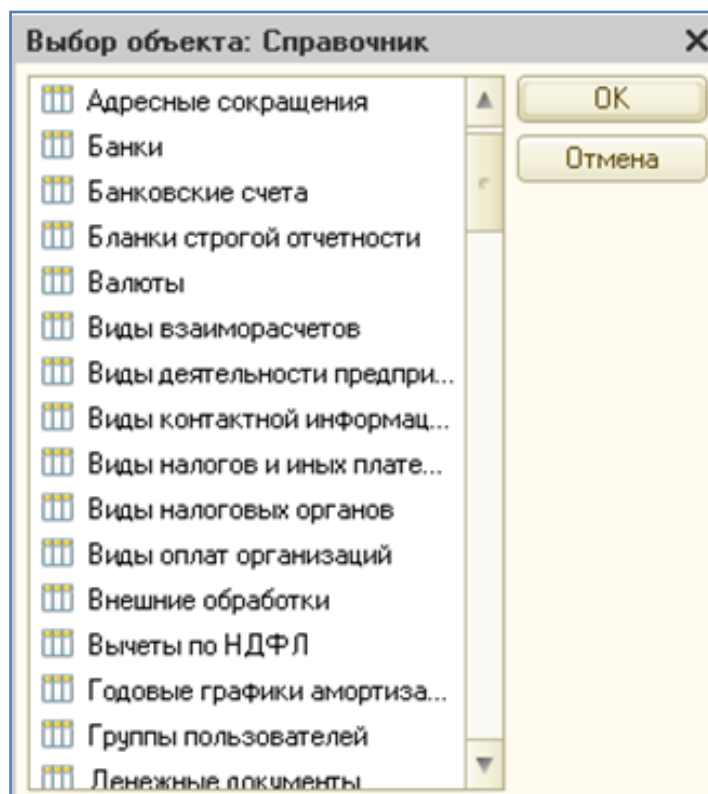 Выбор объекта: Справочник
Адресные сокращения
Банки
Банковские счета
Бланки строгой отчетности
Валюты
Виды взаиморасчетов
Виды деятельности предпри...
Виды контактной информац...
Виды налогов и иных плате...
Виды налоговых органов
Виды оплат организаций
Внешние обработки
Вычеты по НДФЛ
Годовые графики амортиза...
Группы пользователей
Денежные документы
OK
Отмена